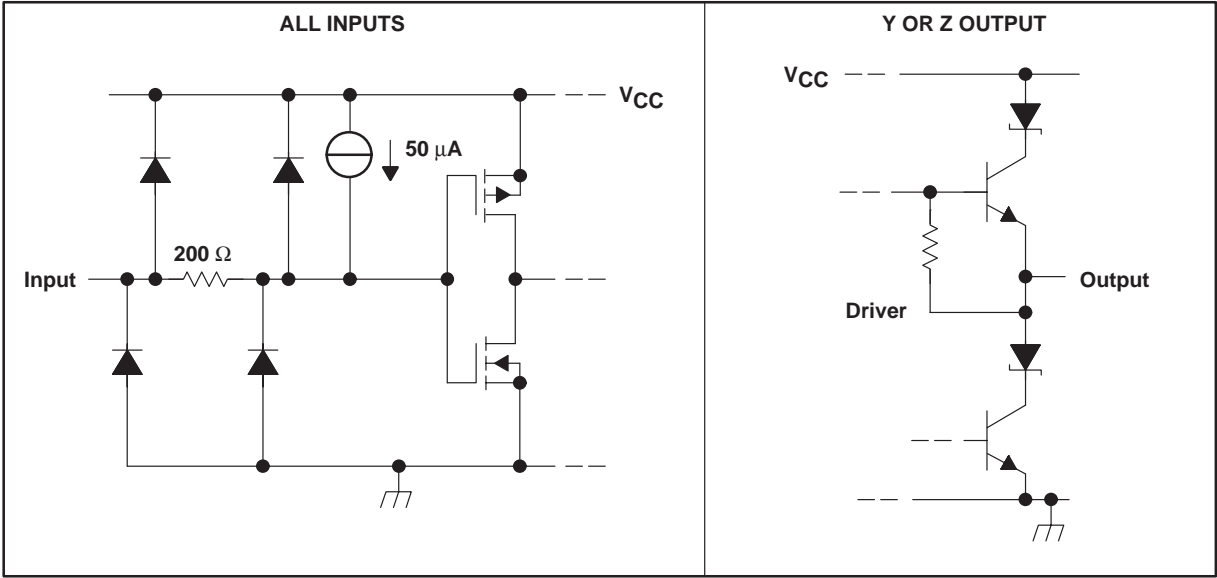 ALL INPUTS
VCC
50 μA
200 Ω
Input
Y OR Z OUTPUT
VCC
Output
Driver